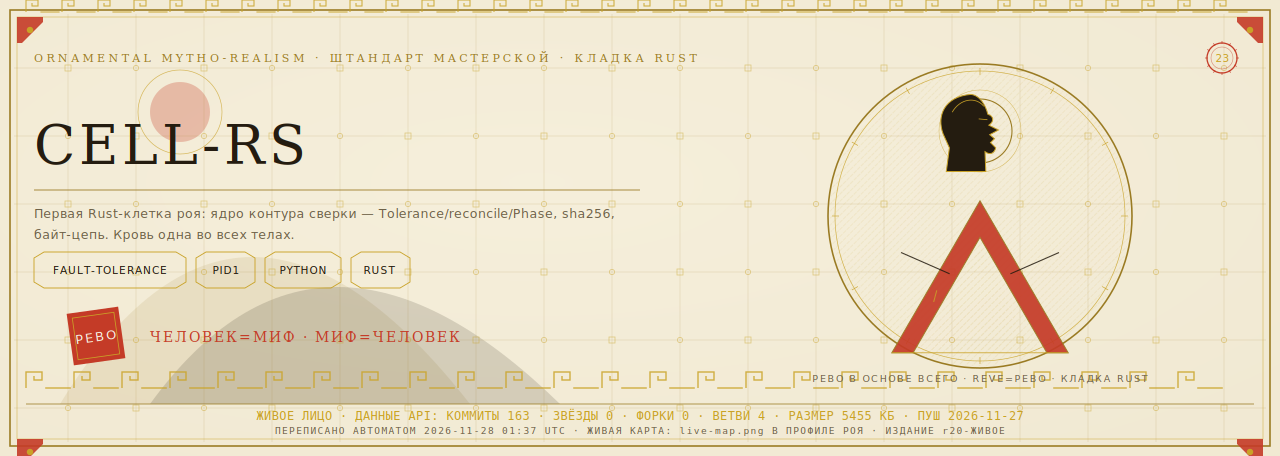 ORNAMENTAL MYTHO-REALISM · ШТАНДАРТ МАСТЕРСКОЙ · КЛАДКА RUST
23
CELL-RS
Первая Rust-клетка роя: ядро контура сверки — Tolerance/reconcile/Phase, sha256,
байт-цепь. Кровь одна во всех телах.
FAULT-TOLERANCE PID1 PYTHON RUST
РЕВО
ЧЕЛОВЕК=МИФ · МИФ=ЧЕЛОВЕК
РЕВО В ОСНОВЕ ВСЕГО · REVE=РЕВО · КЛАДКА RUST
ЖИВОЕ ЛИЦО · ДАННЫЕ API: КОММИТЫ 163 · ЗВЁЗДЫ 0 · ФОРКИ 0 · ВЕТВИ 4 · РАЗМЕР 5455 КБ · ПУШ 2026-11-27
ПЕРЕПИСАНО АВТОМАТОМ 2026-11-28 01:37 UTC · ЖИВАЯ КАРТА: live-map.png В ПРОФИЛЕ РОЯ · ИЗДАНИЕ r20-ЖИВОЕ